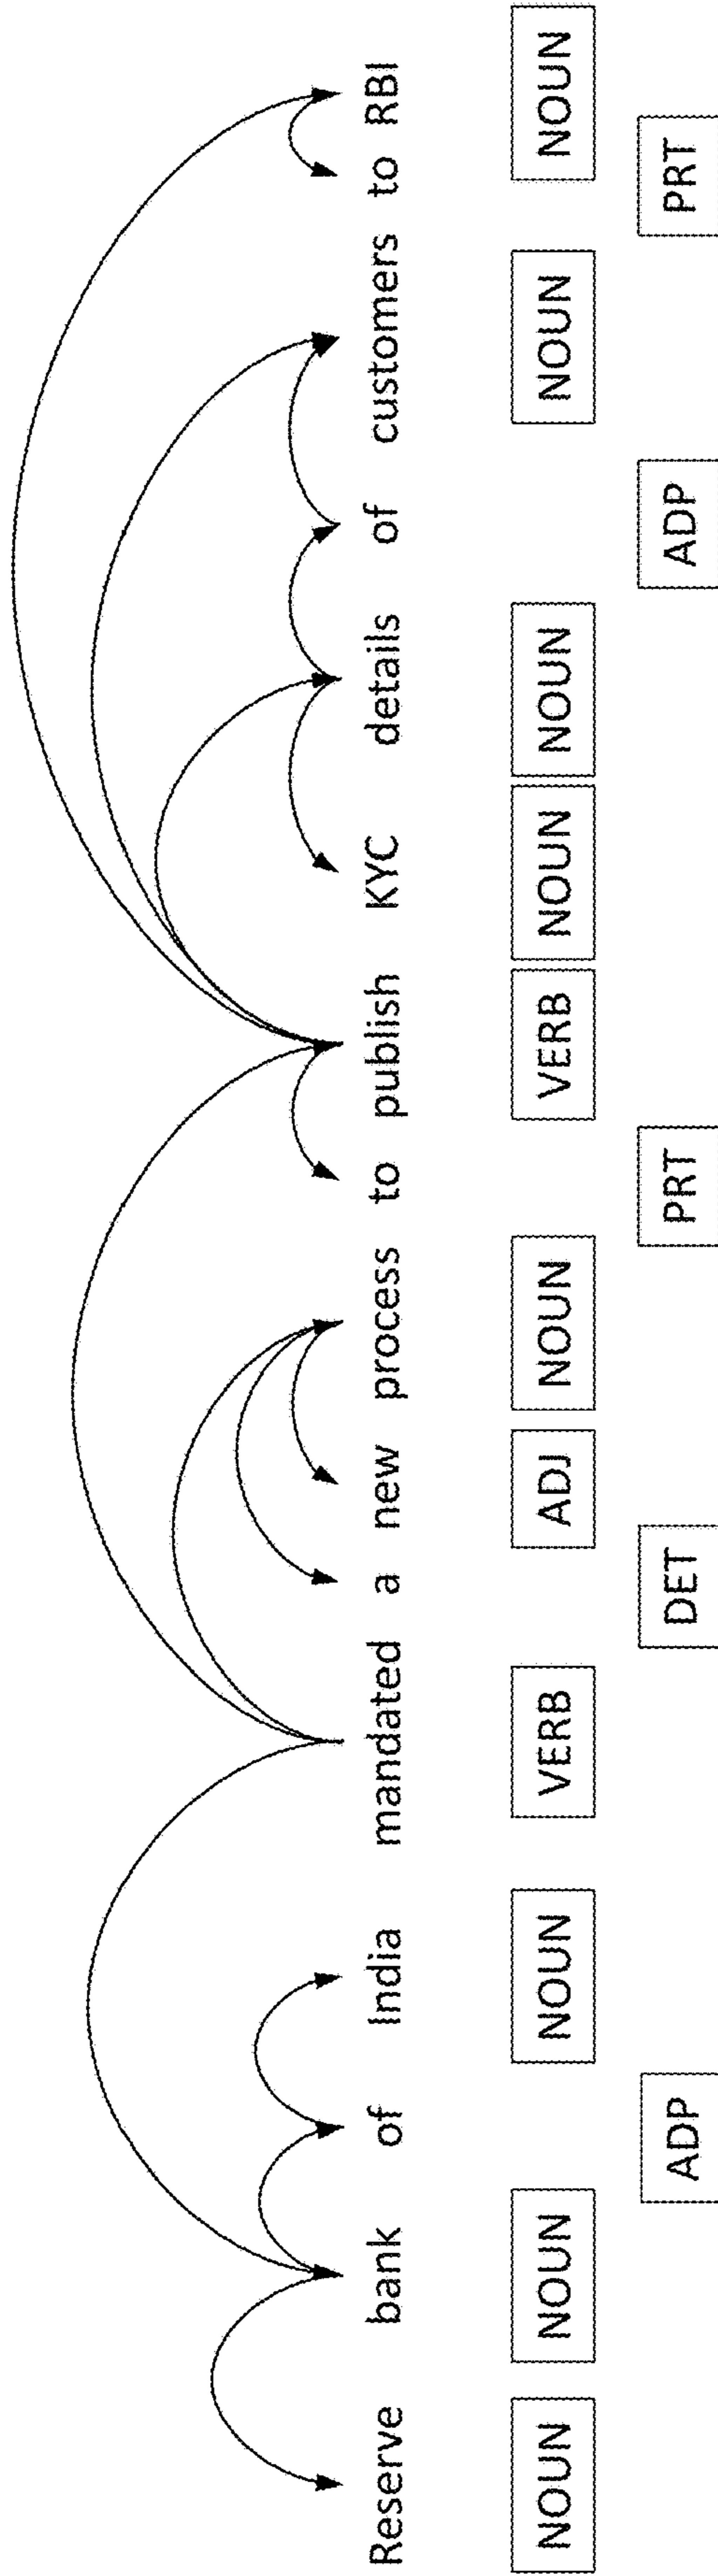 Reserve bank of India mandated a new process to publish KYC details of customers to RBI
NOUN NOUN NOUN VERB ADJ NOUN VERB NOUN NOUN NOUN NOUN
ADP DET PRT ADP PRT